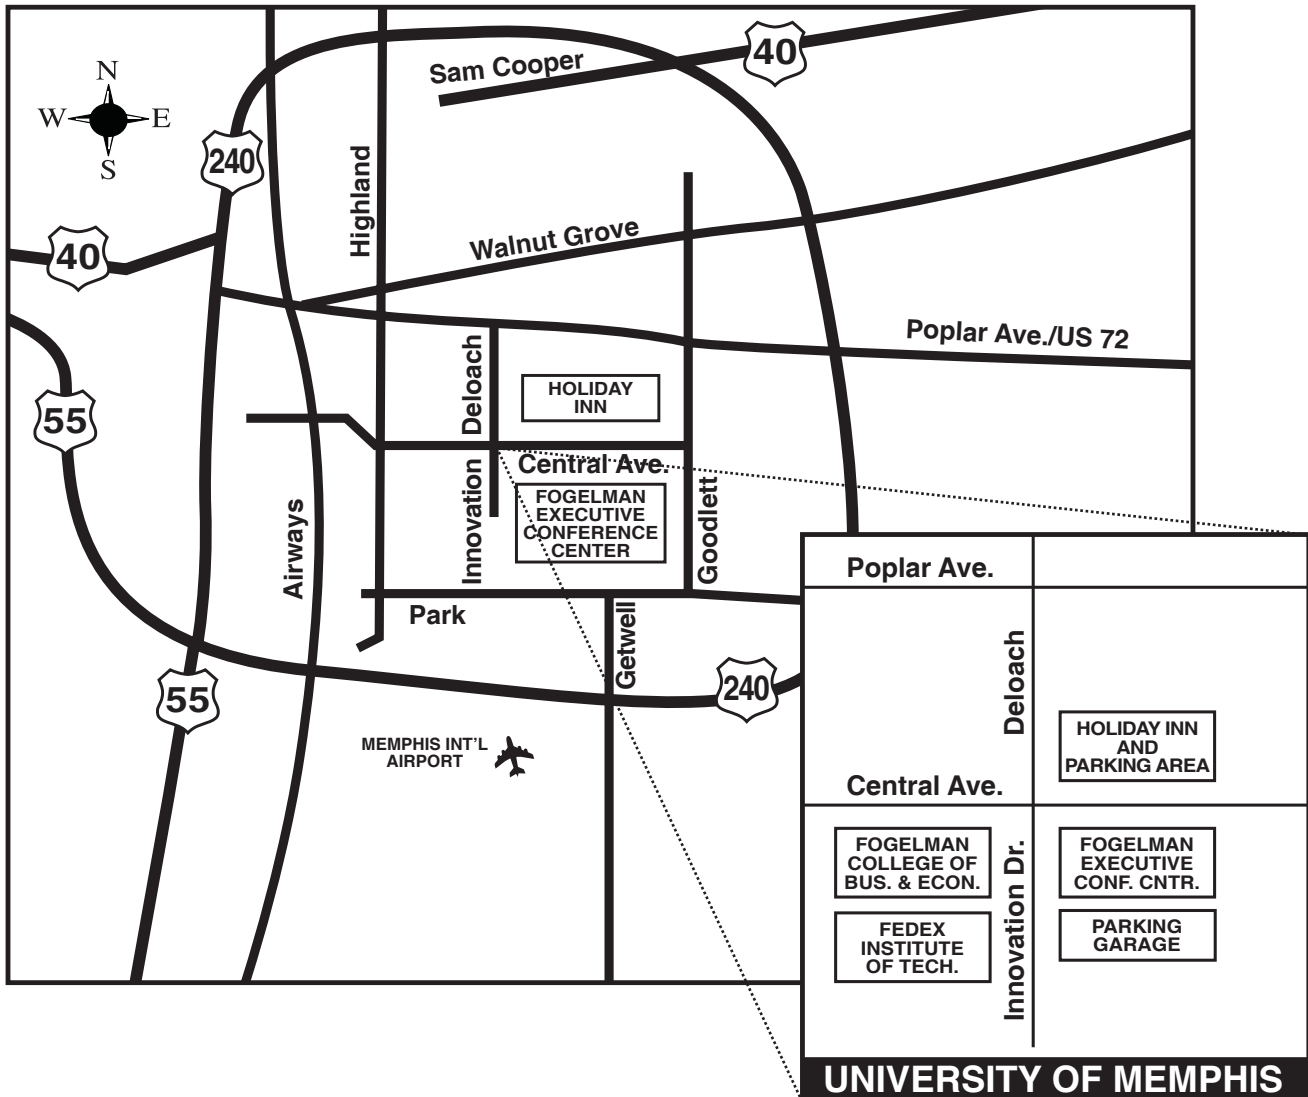 Sam Cooper
40
N
W E
S
240
Highland
40
Walnut Grove
Poplar Ave./US 72
55
Deloach
HOLIDAY
INN
Central Ave.
Innovation
FOGELMAN
EXECUTIVE
CONFERENCE
CENTER
Goodlett
Airways
Park
Getwell
55
240
MEMPHIS INT'L
AIRPORT
Poplar Ave.
Deloach
HOLIDAY INN
AND
PARKING AREA
Central Ave.
FOGELMAN
COLLEGE OF
BUS. & ECON.
Innovation Dr.
FOGELMAN
EXECUTIVE
CONF. CNTR.
FEDEX
INSTITUTE
OF TECH.
PARKING
GARAGE
UNIVERSITY OF MEMPHIS